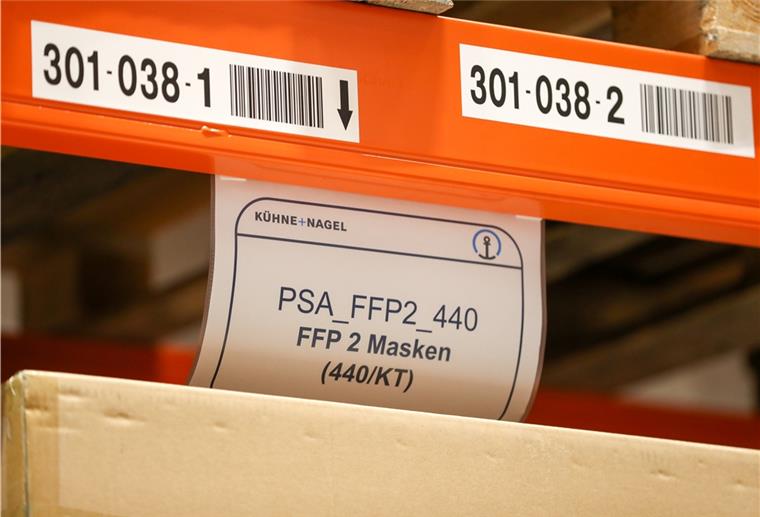 301-038-1
301-038-2
KÜHNE+NAGEL
PSA_FFP2_440
FFP 2 Masken
(440/KT)